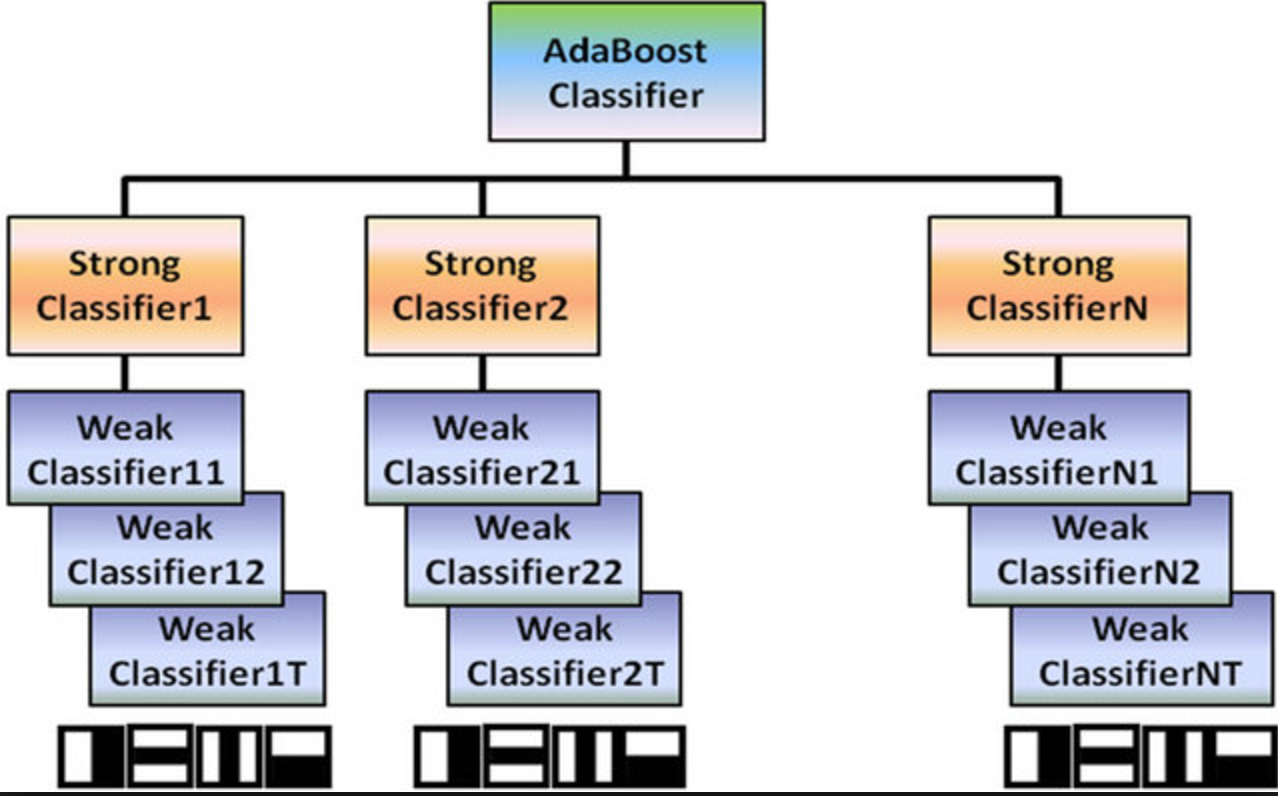 AdaBoost
Classifier
Strong
Classifier1
Strong
Classifier2
Strong
ClassifierN
Weak
Classifier11
Weak
Classifier21
Weak
ClassifierN1
Weak
Classifier12
Weak
Classifier22
Weak
ClassifierN2
Weak
Classifier1T
Weak
Classifier2T
Weak
ClassifierNT